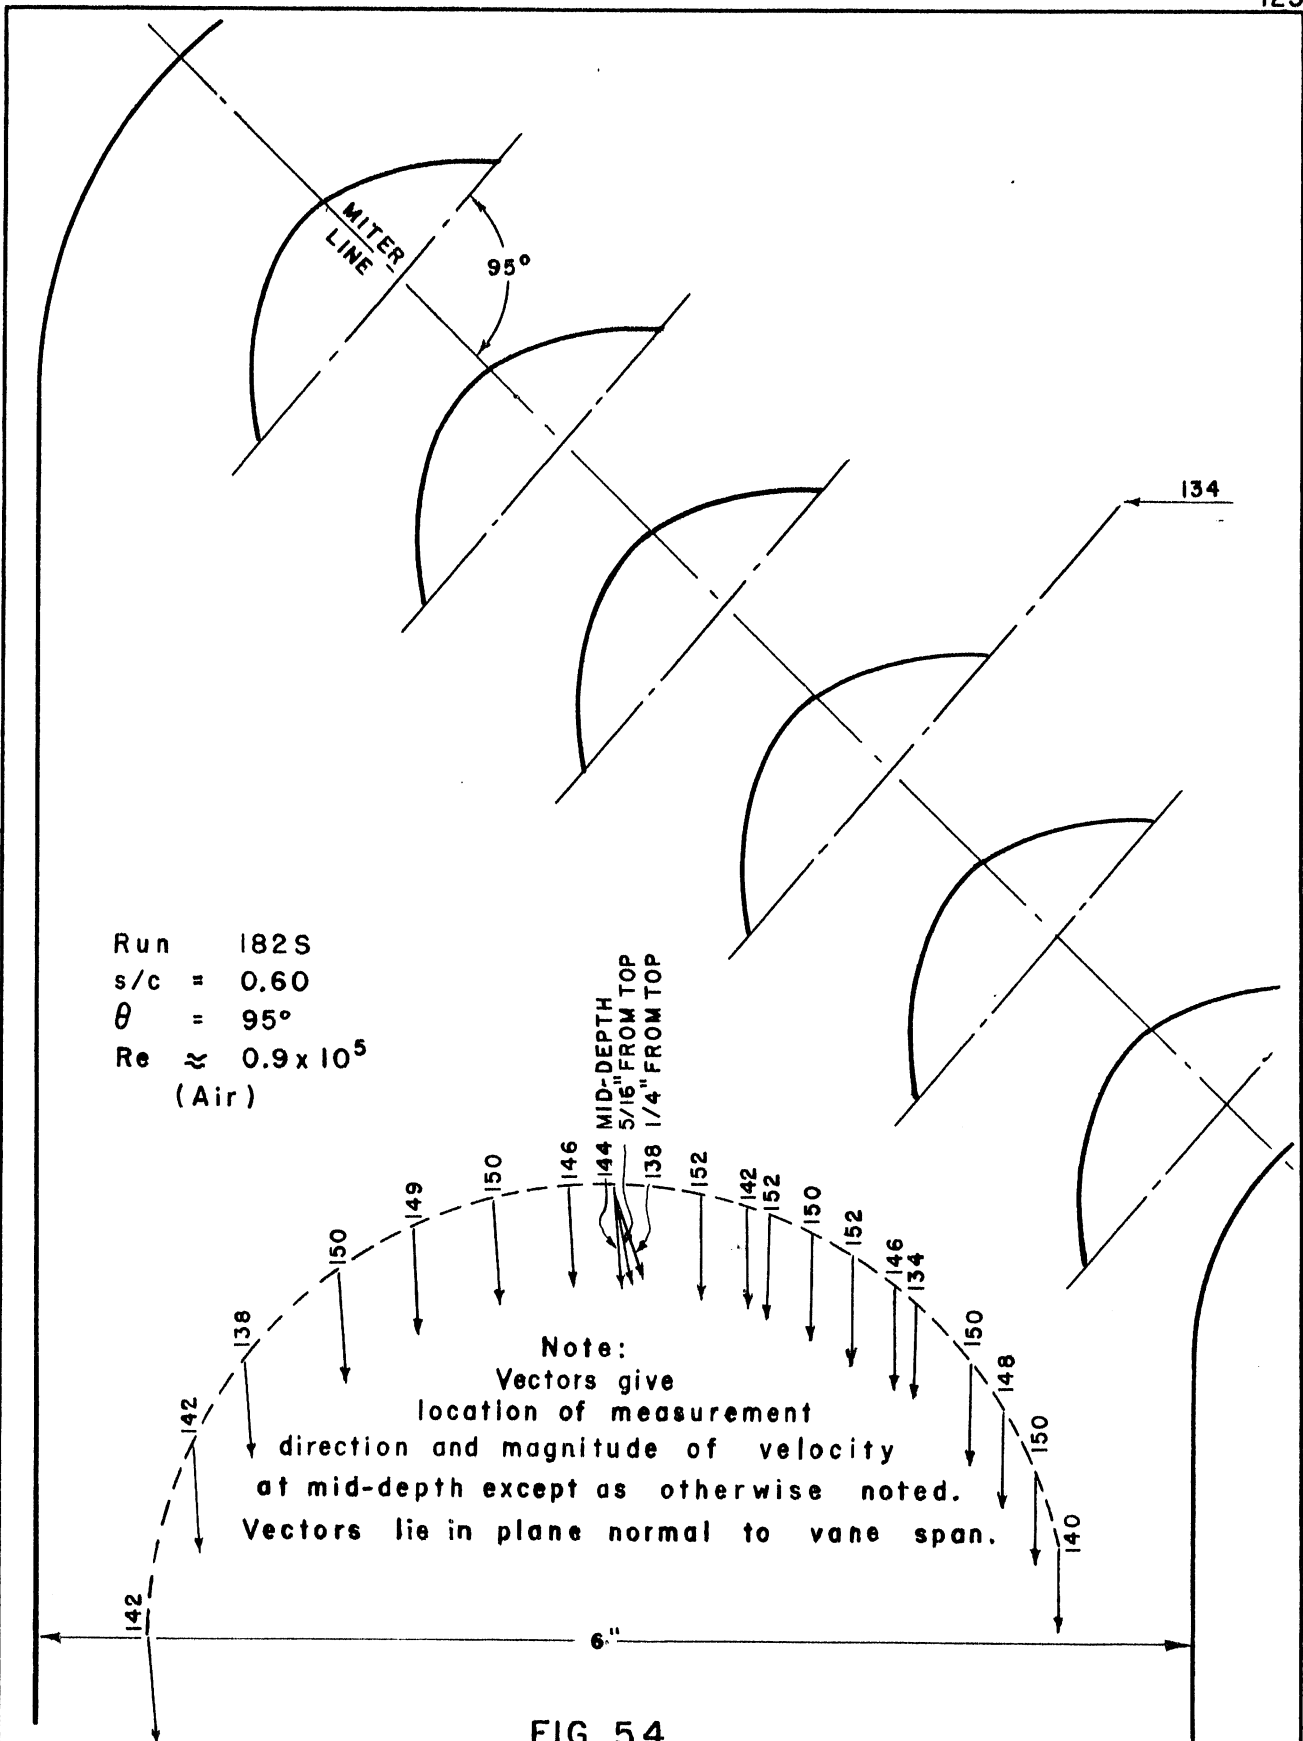 MITER
LINE
95°
134
Run 182S
s/c = 0.60
θ = 95°
Re ≈ 0.9 x 10⁵
(Air)
144 MID-DEPTH
5/16" FROM TOP
138 1/4" FROM TOP
142
142
138
150
149
150
146
152
142
152
150
152
146
134
150
148
150
140
Note:
Vectors give
location of measurement
direction and magnitude of velocity
at mid-depth except as otherwise noted.
Vectors lie in plane normal to vane span.
6"
FIG 54